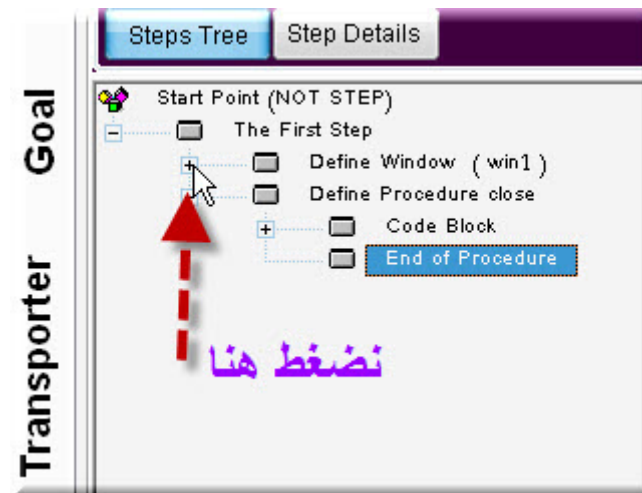 Steps Tree
Step Details
Goal
Transporter
Start Point (NOT STEP)
The First Step
Define Window ( win1 )
Define Procedure close
Code Block
End of Procedure
نضغط هنا